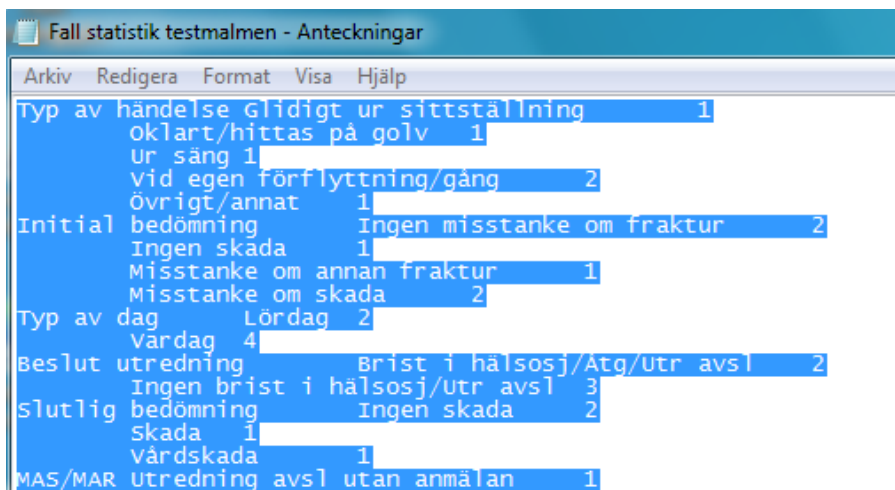 Fall statistik testmalmen - Anteckningar
Arkiv Redigera Format Visa Hjälp
Typ av händelse Glidigt ur sittställning 1
Oklart/hittas på golv 1
Ur säng 1
Vid egen förflyttning/gång 2
Övrigt/annat 1
Initial bedömning Ingen misstanke om fraktur 2
Ingen skada 1
Misstanke om annan fraktur 1
Misstanke om skada 2
Typ av dag Lördag 2
Vardag 4
Beslut utredning Brist i hälsosj/Åtg/Utr avsl 2
Ingen brist i hälsosj/Utr avsl 3
Slutlig bedömning Ingen skada 2
Skada 1
Vårdskada 1
MAS/MAR Utredning avsl utan anmälan 1